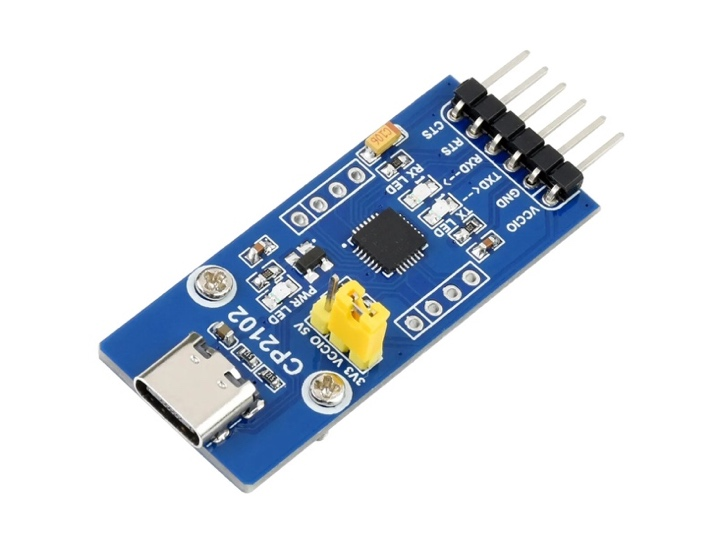 CTS
RTS
RXD-->
TXD<--
GND
VCCIO
RX LED
TX LED
PWR LED
5V
VCCIO
3V3
CP2102